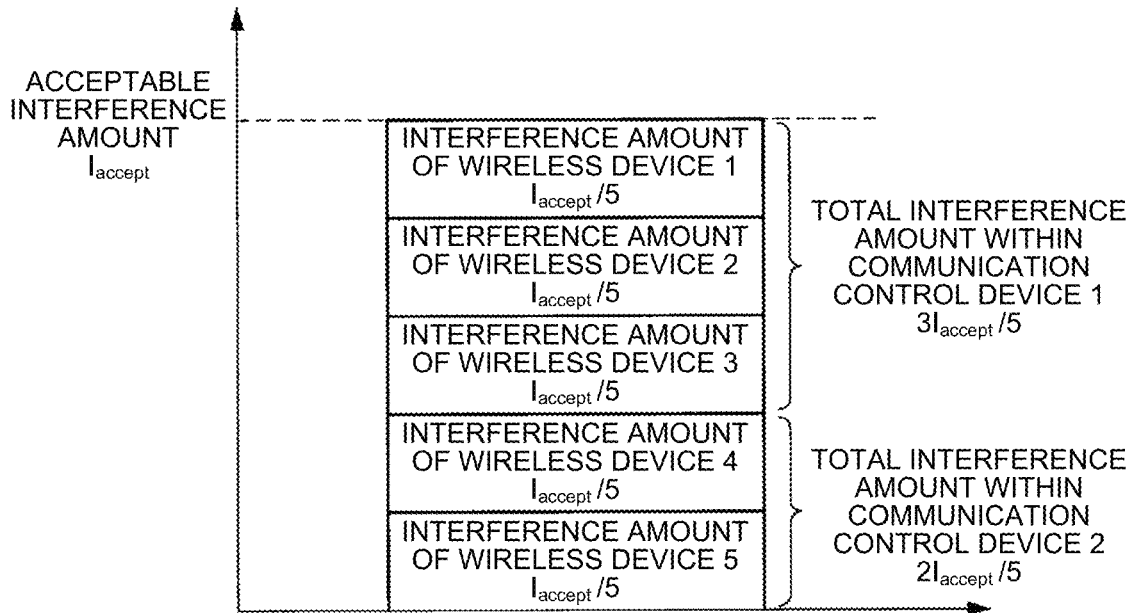 ACCEPTABLE
INTERFERENCE
AMOUNT
Iaccept
INTERFERENCE AMOUNT
OF WIRELESS DEVICE 1
Iaccept /5
INTERFERENCE AMOUNT
OF WIRELESS DEVICE 2
Iaccept /5
INTERFERENCE AMOUNT
OF WIRELESS DEVICE 3
Iaccept /5
INTERFERENCE AMOUNT
OF WIRELESS DEVICE 4
Iaccept /5
INTERFERENCE AMOUNT
OF WIRELESS DEVICE 5
Iaccept /5
TOTAL INTERFERENCE
AMOUNT WITHIN
COMMUNICATION
CONTROL DEVICE 1
3Iaccept /5
TOTAL INTERFERENCE
AMOUNT WITHIN
COMMUNICATION
CONTROL DEVICE 2
2Iaccept /5